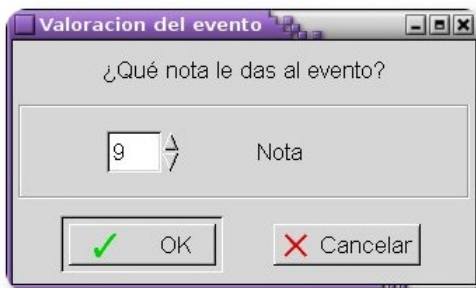 Valoracion del evento
¿Qué nota le das al evento?
9 Nota
OK Cancelar